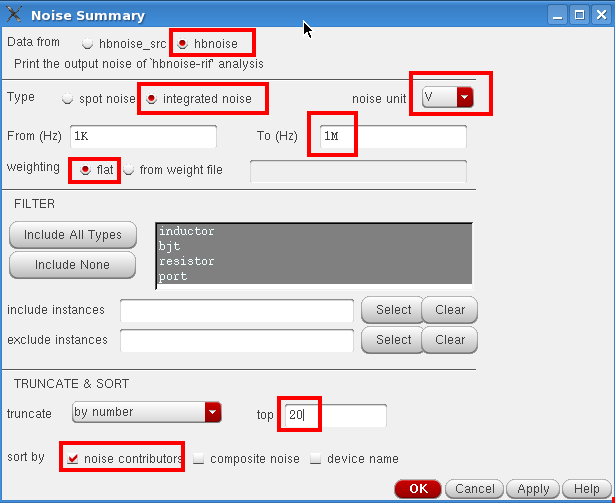 Noise Summary
Data from hbnoise_src hbnoise
Print the output noise of `hbnoise-rif' analysis
Type spot noise integrated noise noise unit V
From (Hz) 1K To (Hz) 1M
weighting flat from weight file
FILTER
Include All Types
Include None
inductor
bjt
resistor
port
include instances Select Clear
exclude instances Select Clear
TRUNCATE & SORT
truncate by number top 20
sort by noise contributors composite noise device name
OK Cancel Apply Help